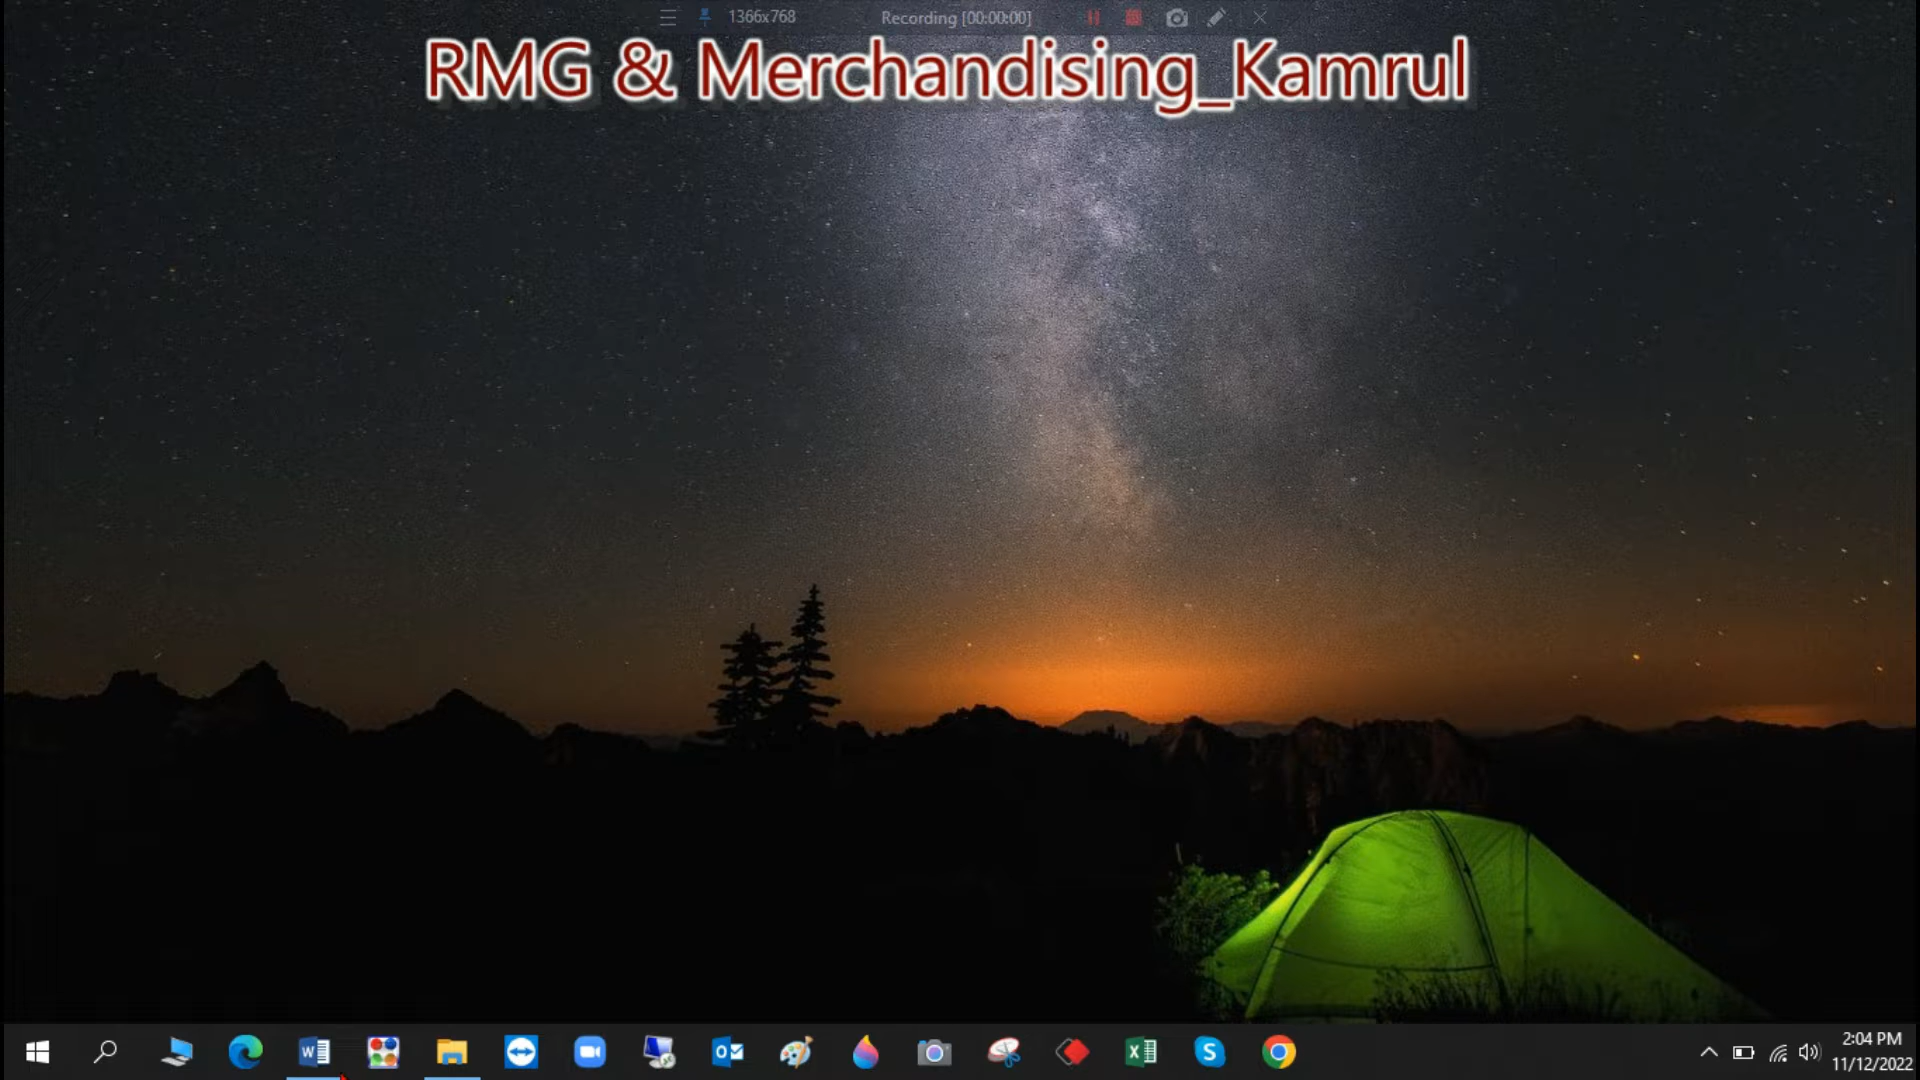 1366x768 Recording [00:00:00]
RMG & Merchandising_Kamrul
2:04 PM
11/12/2022